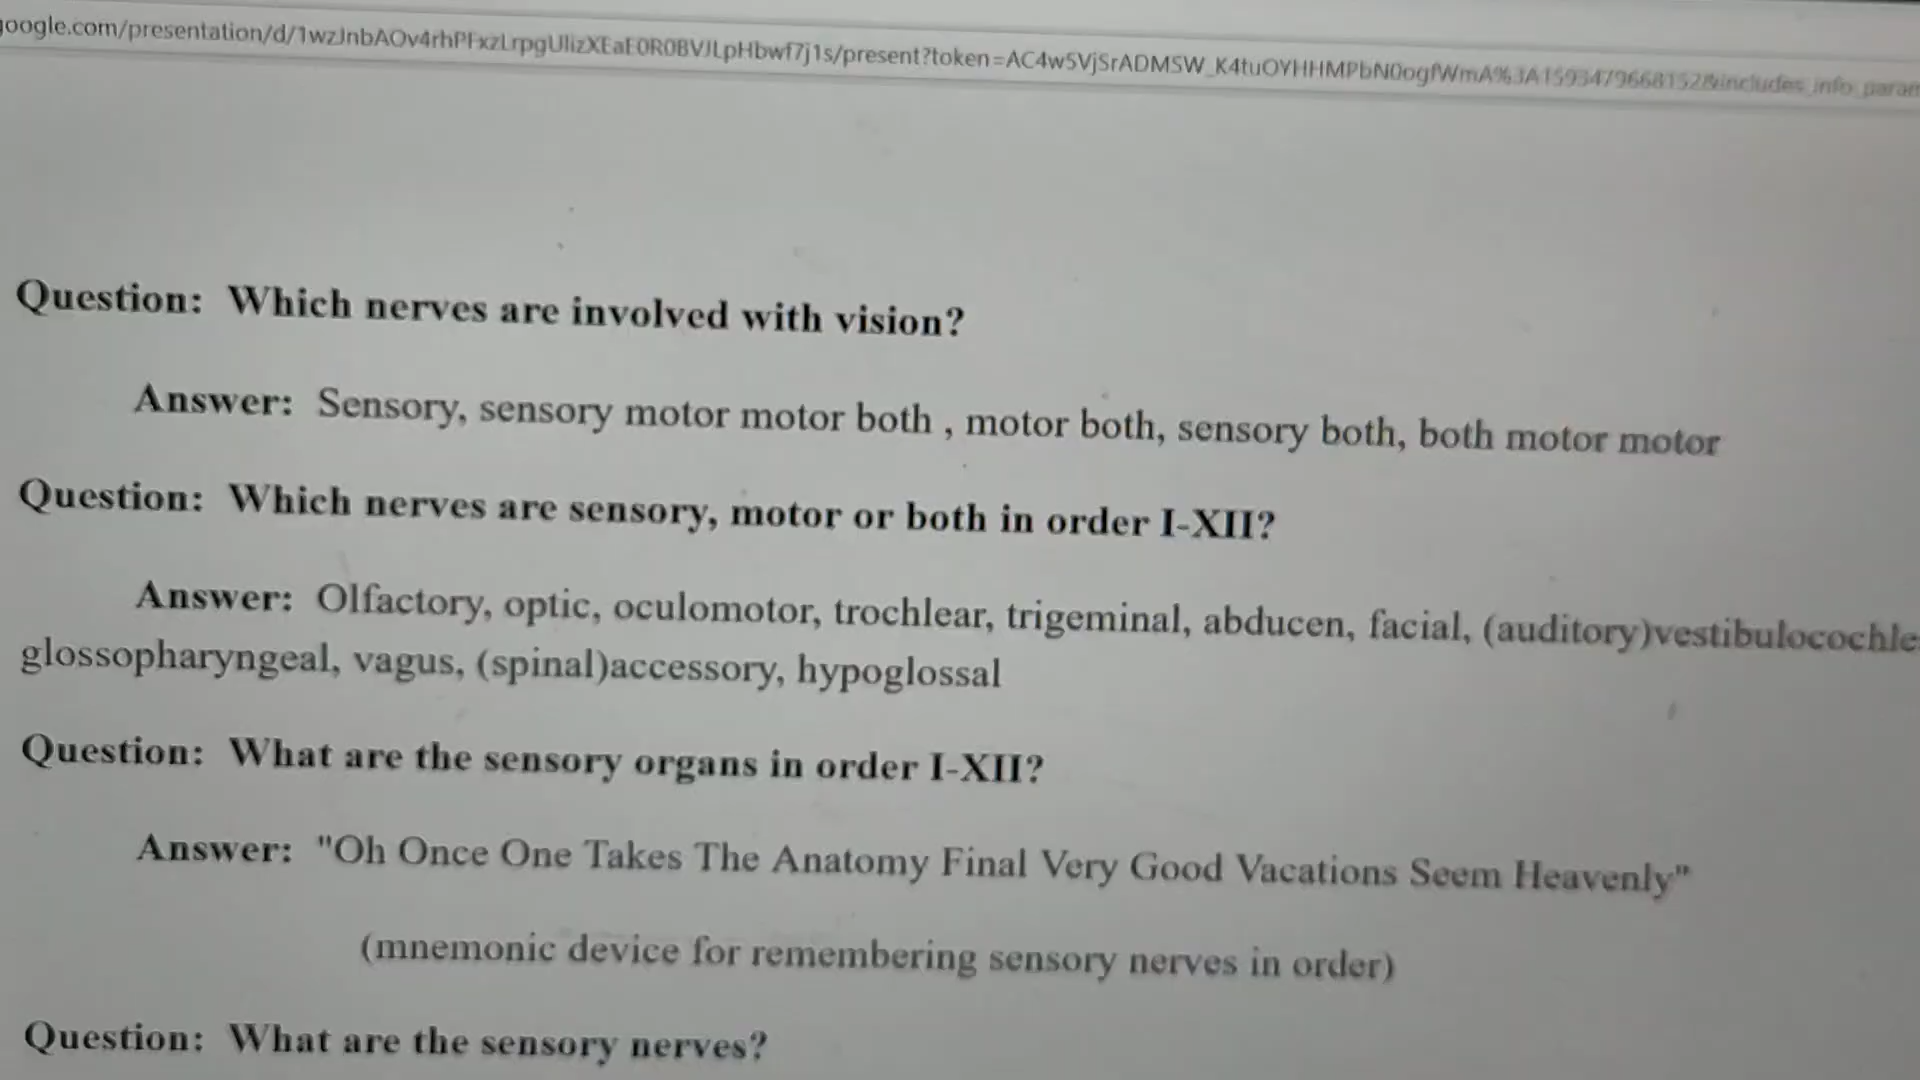 google.com/presentation/d/1wzJnbAOv4rhPFxzLrpgUlizXEaE0R0BVJLpHbwf7j1s/present?token=AC4w5VjSrADMSW_K4tuOYHHMPbN0ogfWmA%3A1593479668152&includes_info_param
Question: Which nerves are involved with vision?
Answer: Sensory, sensory motor motor both , motor both, sensory both, both motor motor
Question: Which nerves are sensory, motor or both in order I-XII?
Answer: Olfactory, optic, oculomotor, trochlear, trigeminal, abducen, facial, (auditory)vestibulocochle
glossopharyngeal, vagus, (spinal)accessory, hypoglossal
Question: What are the sensory organs in order I-XII?
Answer: "Oh Once One Takes The Anatomy Final Very Good Vacations Seem Heavenly"
(mnemonic device for remembering sensory nerves in order)
Question: What are the sensory nerves?